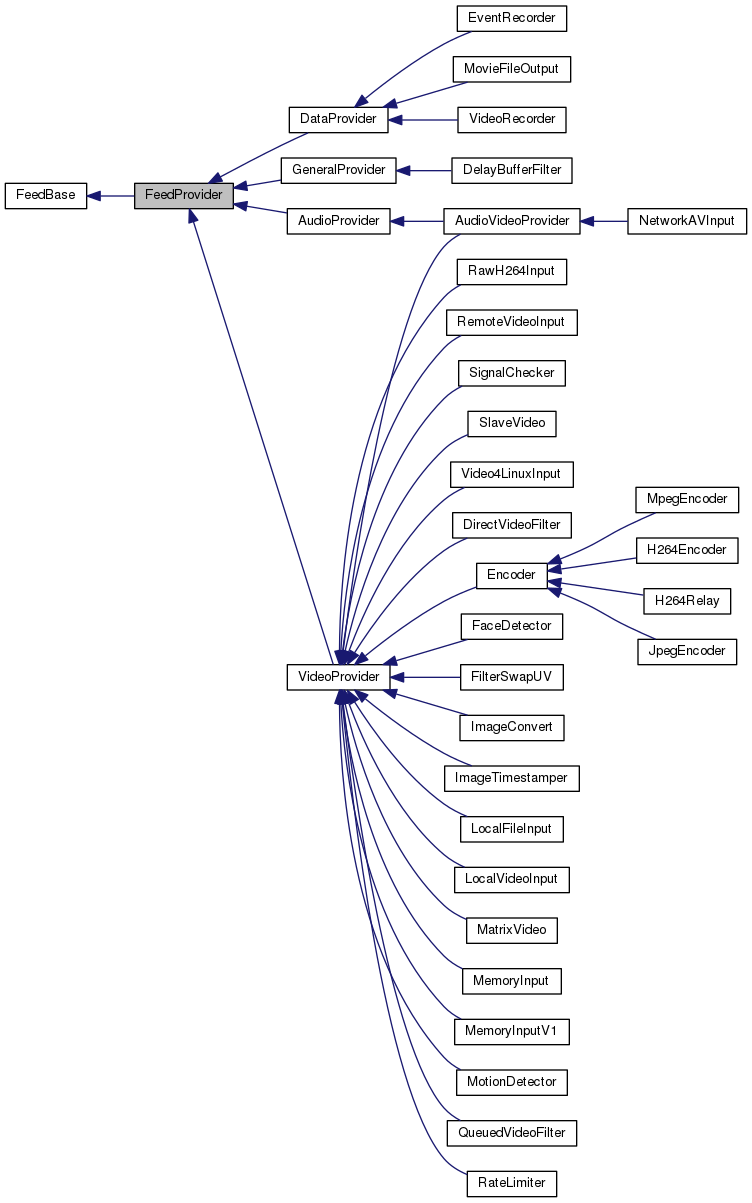 EventRecorder
MovieFileOutput
DataProvider
VideoRecorder
GeneralProvider
DelayBufferFilter
FeedBase
FeedProvider
AudioProvider
AudioVideoProvider
NetworkAVInput
RawH264Input
RemoteVideoInput
SignalChecker
SlaveVideo
Video4LinuxInput
MpegEncoder
DirectVideoFilter
H264Encoder
Encoder
H264Relay
FaceDetector
JpegEncoder
VideoProvider
FilterSwapUV
ImageConvert
ImageTimestamper
LocalFileInput
LocalVideoInput
MatrixVideo
MemoryInput
MemoryInputV1
MotionDetector
QueuedVideoFilter
RateLimiter